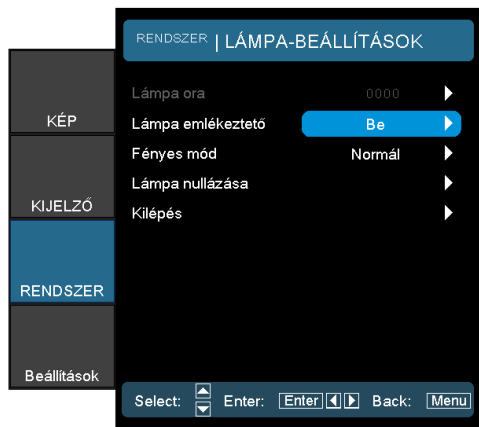 RENDSZER | LÁMPA-BEÁLLÍTÁSOK
Lámpa ora 0000
Lámpa emlékeztető Be
Fényes mód Normál
Lámpa nullázása
Kilépés
KÉP
KIJELZŐ
RENDSZER
Beállítások
Select: Enter: Enter Back: Menu